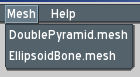 Mesh Help
DoublePyramid.mesh
EllipsoidBone.mesh